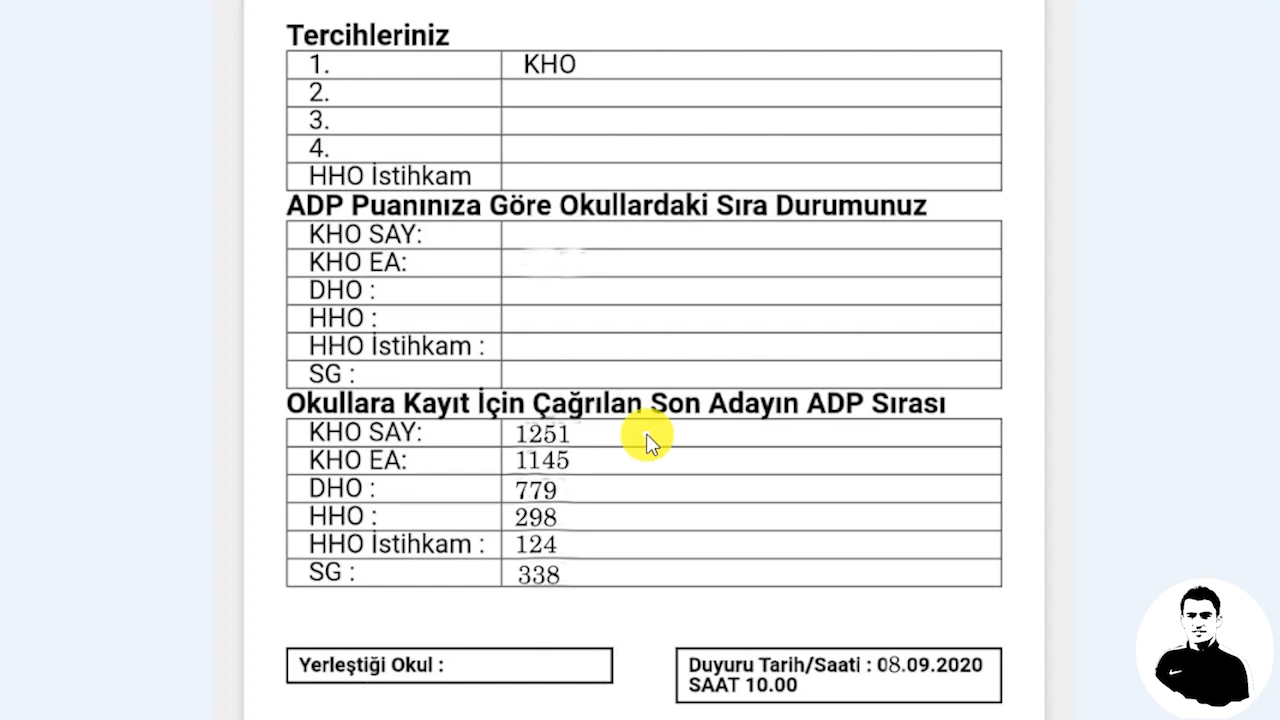 Tercihleriniz
1. KHO
2.
3.
4.
HHO İstihkam
ADP Puanınıza Göre Okullardaki Sıra Durumunuz
KHO SAY:
KHO EA:
DHO :
HHO :
HHO İstihkam :
SG :
Okullara Kayıt İçin Çağrılan Son Adayın ADP Sırası
KHO SAY: 1251
KHO EA: 1145
DHO : 779
HHO : 298
HHO İstihkam : 124
SG : 338
Yerleştiği Okul :
Duyuru Tarih/Saati : 08.09.2020
SAAT 10.00